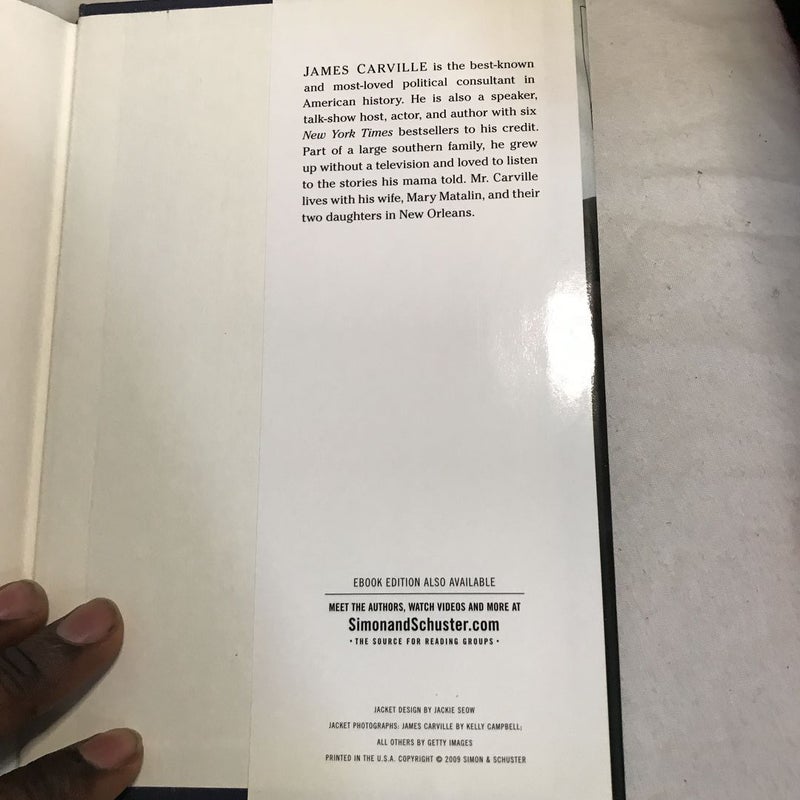 JAMES CARVILLE is the best-known
and most-loved political consultant in
American history. He is also a speaker,
talk-show host, actor, and author with six
New York Times bestsellers to his credit.
Part of a large southern family, he grew
up without a television and loved to listen
to the stories his mama told. Mr. Carville
lives with his wife, Mary Matalin, and their
two daughters in New Orleans.
EBOOK EDITION ALSO AVAILABLE
MEET THE AUTHORS, WATCH VIDEOS AND MORE AT
SimonandSchuster.com
• THE SOURCE FOR READING GROUPS •
JACKET DESIGN BY JACKIE SEOW
JACKET PHOTOGRAPHS: JAMES CARVILLE BY KELLY CAMPBELL;
ALL OTHERS BY GETTY IMAGES
PRINTED IN THE U.S.A. COPYRIGHT © 2009 SIMON & SCHUSTER